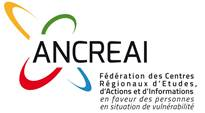 ANCREAI
Fédération des Centres
Régionaux d'Etudes,
d'Actions et d'Informations
en faveur des personnes
en situation de vulnérabilité